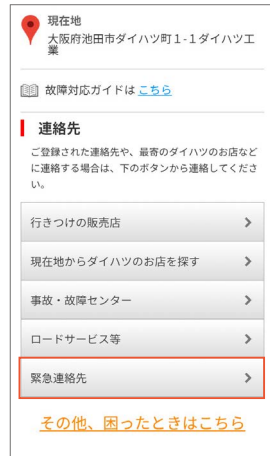 現在地
大阪府池田市ダイハツ町1-1ダイハツ工
業
故障対応ガイドは こちら
連絡先
ご登録された連絡先や、最寄のダイハツのお店など
に連絡する場合は、下のボタンから連絡してくださ
い。
行きつけの販売店
現在地からダイハツのお店を探す
事故・故障センター
ロードサービス等
緊急連絡先
その他、困ったときはこちら